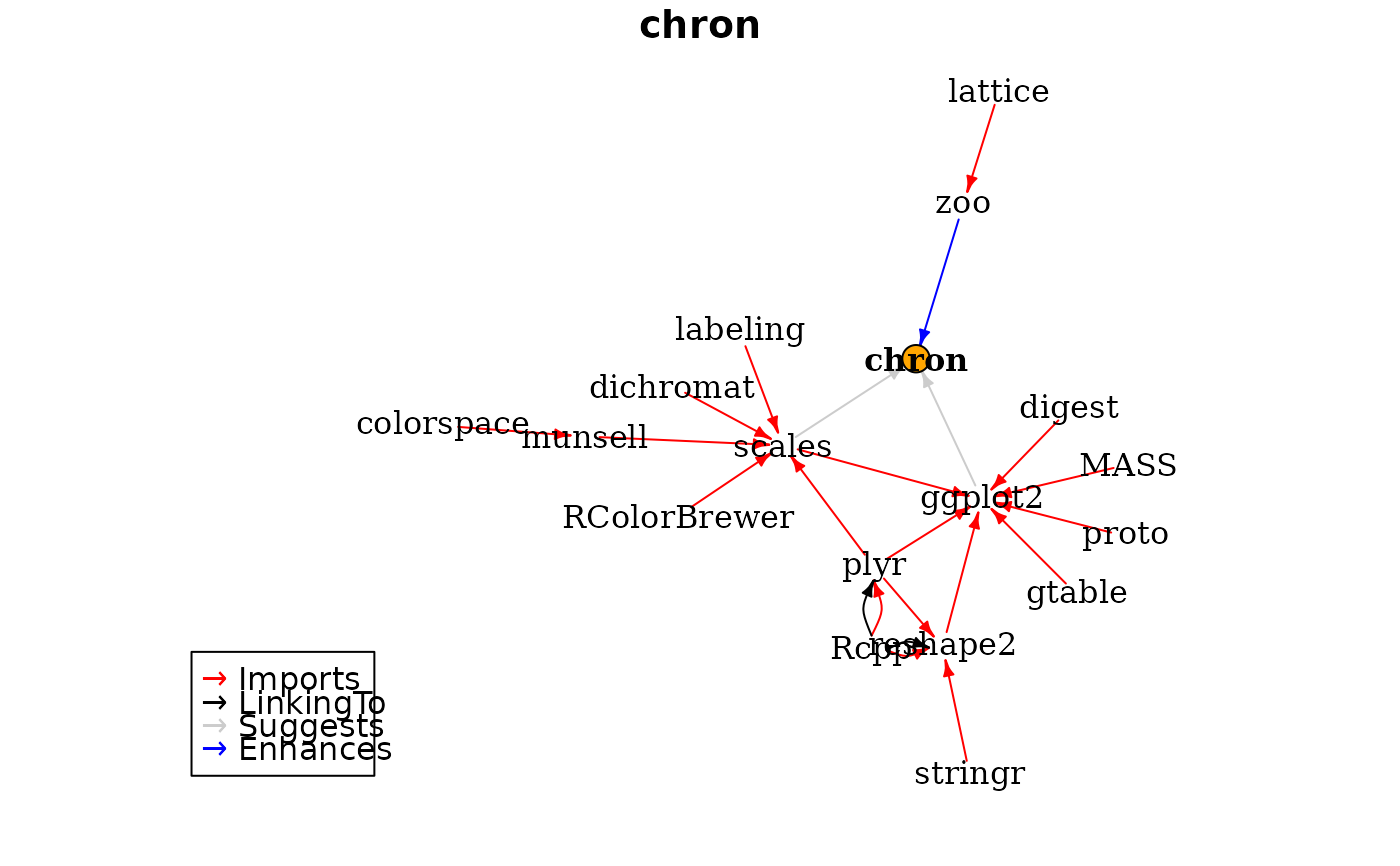 chron
lattice
zoo
labeling
chron
dichromat
digest
colorspace
munsell
scales
MASS
ggplot2
RColorBrewer
proto
plyr
gtable
Rcpp
reshape2
stringr
→ Imports
→ LinkingTo
→ Suggests
→ Enhances